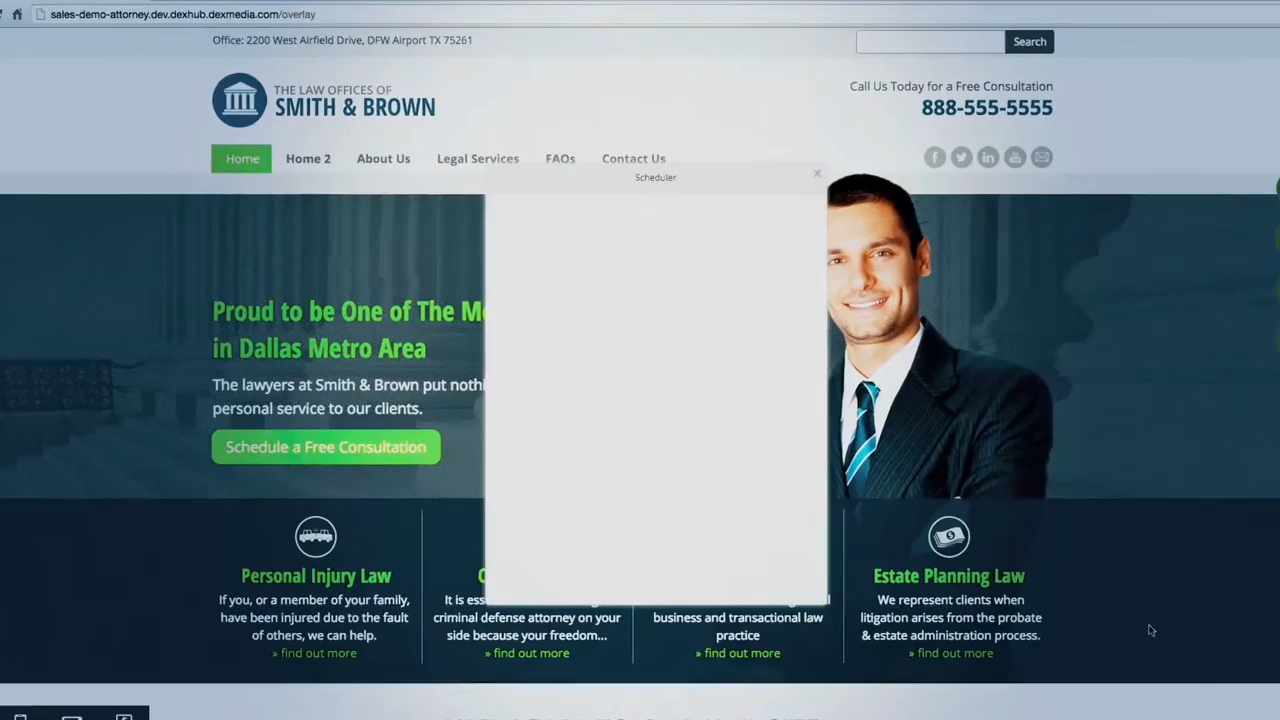 sales-demo-attorney.dev.dexhub.dexmedia.com/overlay
Office: 2200 West Airfield Drive, DFW Airport TX 75261
Search
THE LAW OFFICES OF
SMITH & BROWN
Call Us Today for a Free Consultation
888-555-5555
Home
Home 2
About Us
Legal Services
FAQs
Contact Us
Scheduler
Proud to be One of The
in Dallas Metro Area
The lawyers at Smith & Brown put
personal service to our clients.
Schedule a Free Consultation
Personal Injury Law
If you, or a member of your family,
have been injured due to the fault
of others, we can help.
» find out more
It is
criminal defense attorney on your
side because your freedom...
» find out more
business and transactional law
practice
» find out more
Estate Planning Law
We represent clients when
litigation arises from the probate
& estate administration process.
» find out more